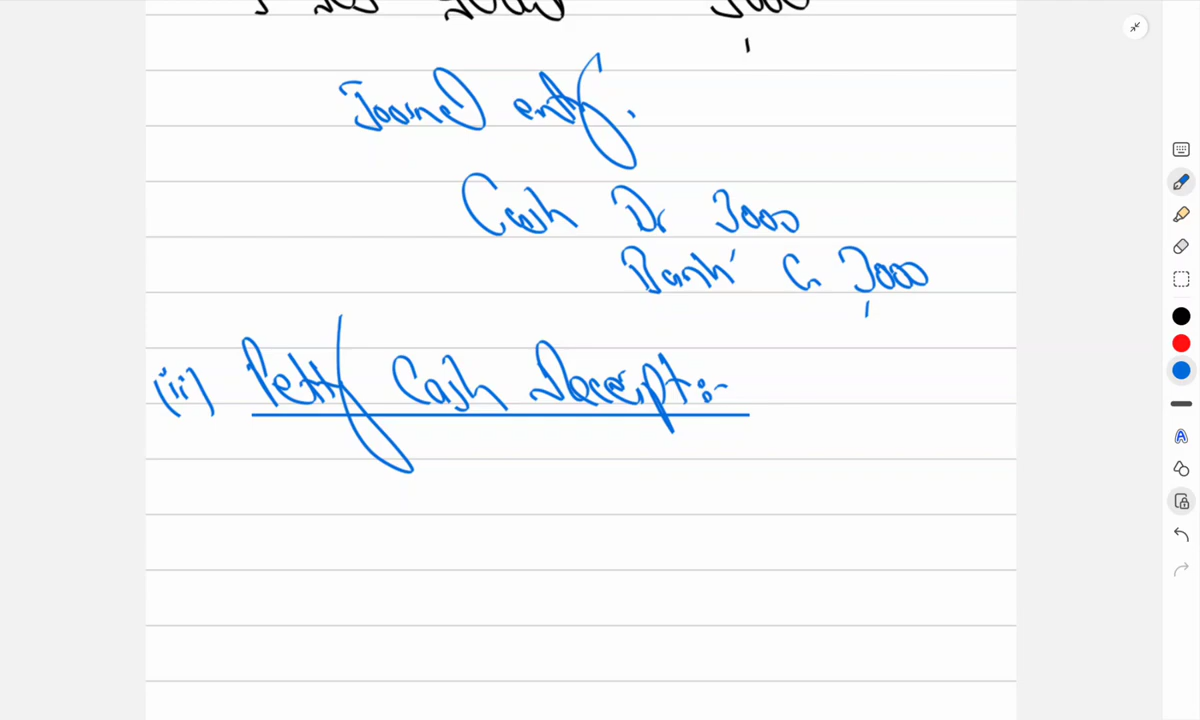 Journal entry.
Cash Dr 3000
Bank Cr 3000
(ii) Petty Cash Receipt:-